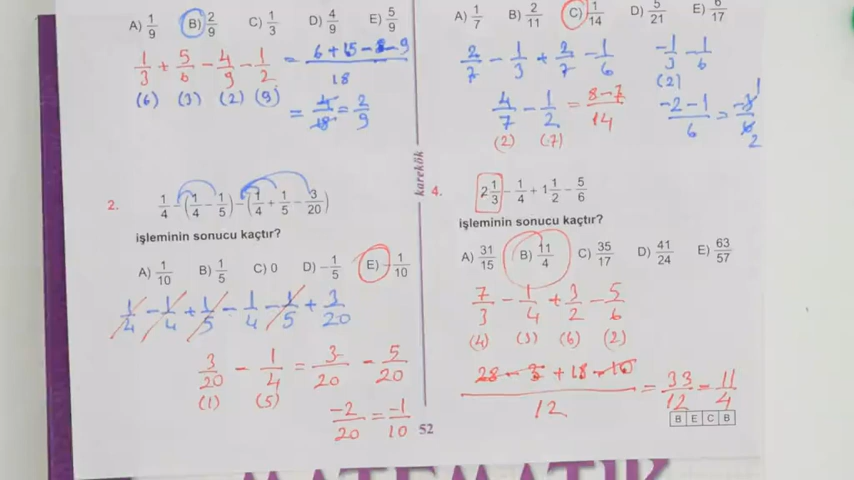 A) 1/9 B) 2/9 C) 1/3 D) 4/9 E) 5/9
1/3 + 5/6 - 4/9 - 1/2 = 6 + 15 - 8 - 9 / 18
(6) (3) (2) (9)
= 4/18 = 2/9
2. 1/4 - (1/4 - 1/5) - (1/4 + 1/5 - 3/20)
işleminin sonucu kaçtır?
A) 1/10 B) 1/5 C) 0 D) -1/5 E) -1/10
1/4 - 1/4 + 1/5 - 1/4 - 1/5 + 3/20
3/20 - 1/4 = 3/20 - 5/20
(1) (5)
-2/20 = -1/10
52
karekök
A) 1/7 B) 2/11 C) 1/14 D) 5/21 E) 6/17
2/7 - 1/3 + 2/7 - 1/6
-1/3 - 1/6
(2)
4/7 - 1/2 = 8-7/14
(2) (7)
-2-1/6 = -3/6 1 2
4. 2 1/3 - 1/4 + 1 1/2 - 5/6
işleminin sonucu kaçtır?
A) 31/15 B) 11/4 C) 35/17 D) 41/24 E) 63/57
7/3 - 1/4 + 3/2 - 5/6
(4) (3) (6) (2)
28 - 3 + 18 - 10 / 12 = 33/12 = 11/4
B E C B
MATEMATİK